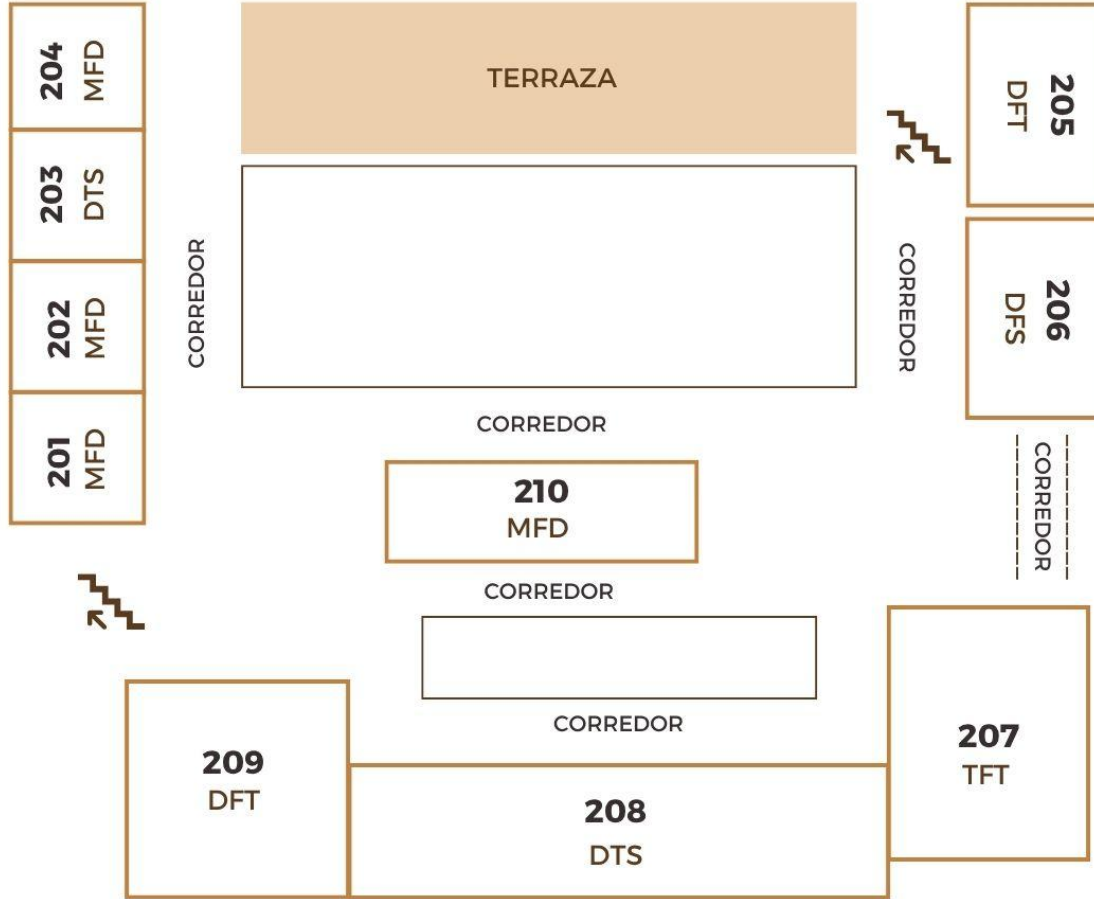 204
MFD
203
DTS
202
MFD
201
MFD
TERRAZA
205
DFT
206
DFS
CORREDOR
CORREDOR
CORREDOR
CORREDOR
210
MFD
CORREDOR
CORREDOR
209
DFT
208
DTS
207
TFT